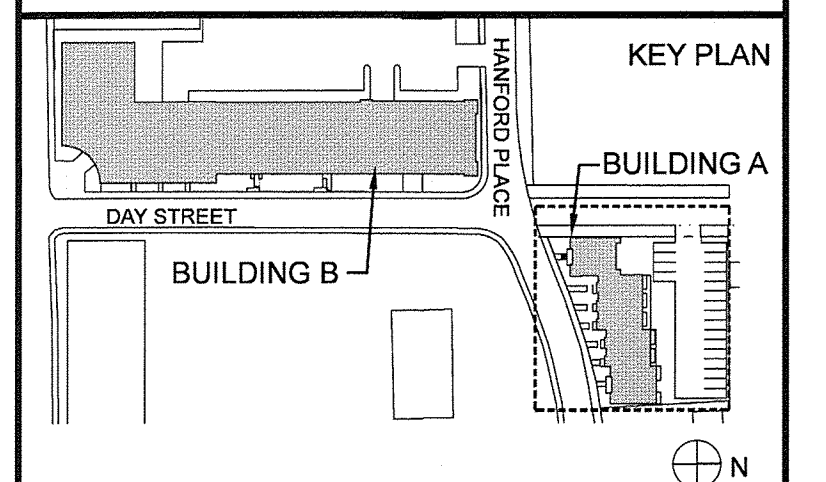 KEY PLAN
HANFORD PLACE
BUILDING A
DAY STREET
BUILDING B
N